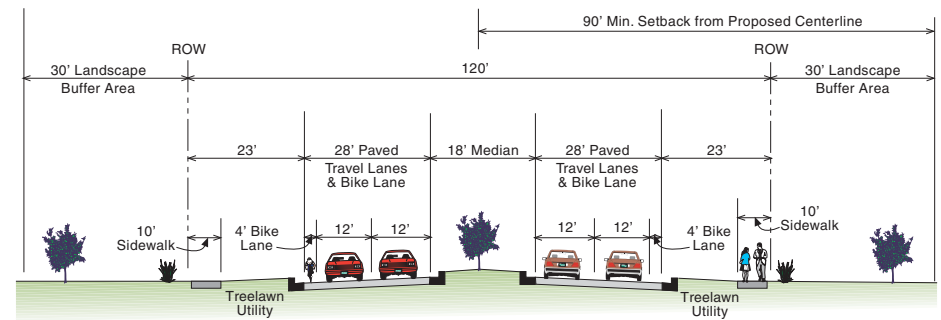 90’ Min. Setback from Proposed Centerline
ROW
ROW
30’ Landscape
Buffer Area
120’
30’ Landscape
Buffer Area
23’
28’ Paved
Travel Lanes
& Bike Lane
18’ Median
28’ Paved
Travel Lanes
& Bike Lane
23’
10’
Sidewalk
4’ Bike
Lane
12’
12’
12’
12’
4’ Bike
Lane
10’
Sidewalk
Treelawn
Utility
Treelawn
Utility